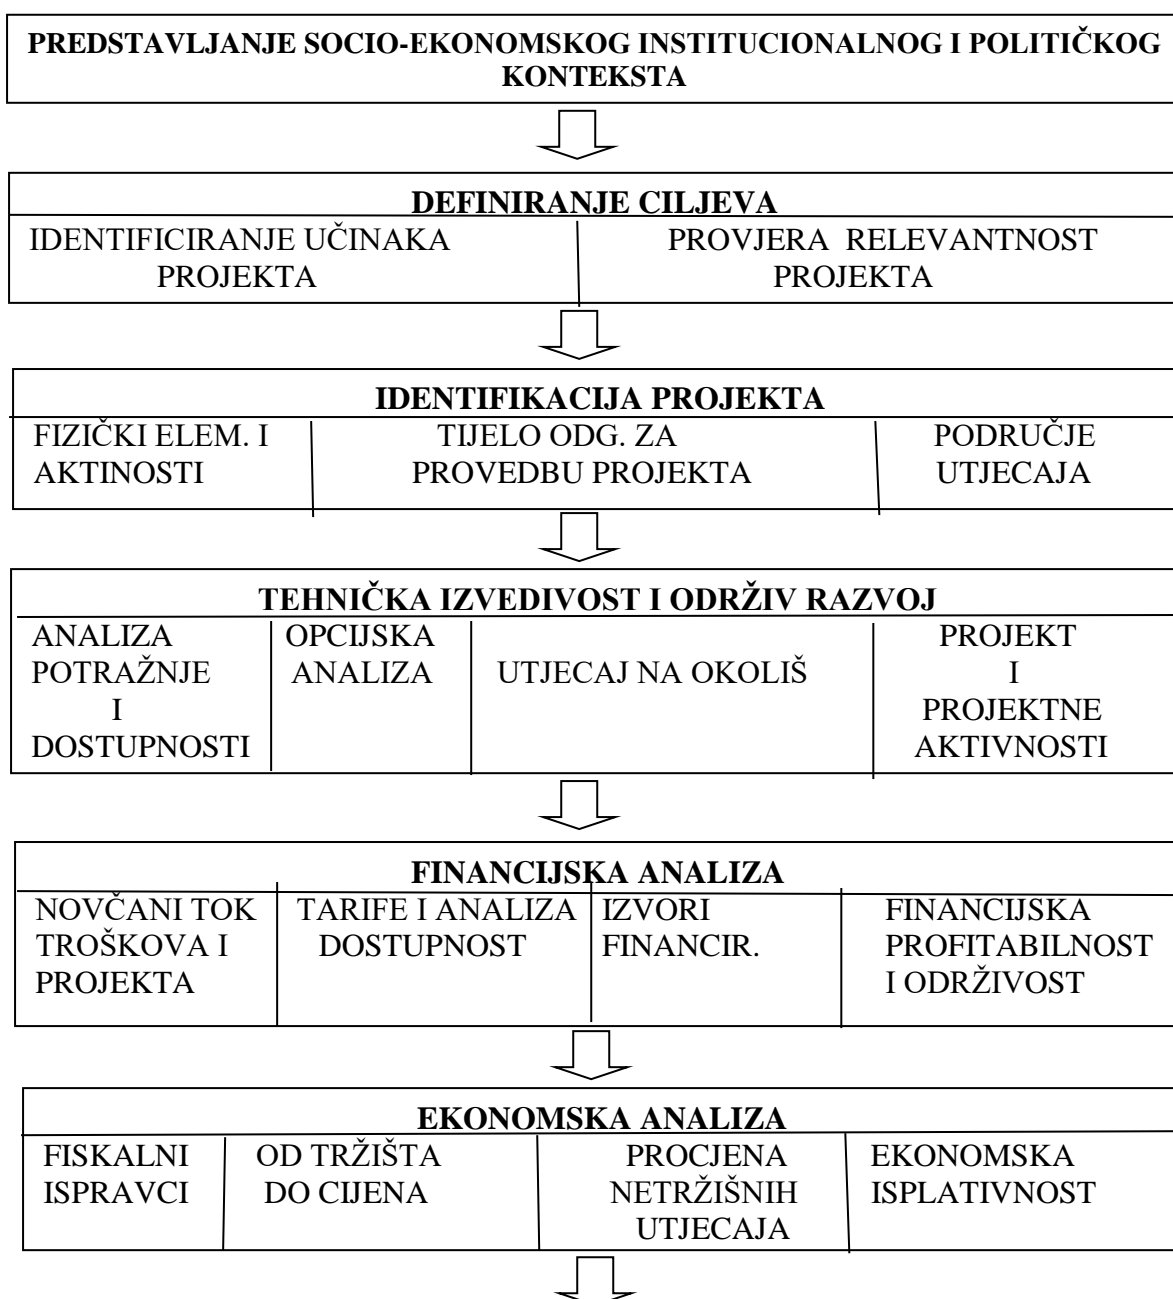 PREDSTAVLJANJE SOCIO-EKONOMSKOG INSTITUCIONALNOG I POLITIČKOG
KONTEKSTA
DEFINIRANJE CILJEVA
IDENTIFICIRANJE UČINAKA
PROJEKTA
PROVJERA RELEVANTNOST
PROJEKTA
IDENTIFIKACIJA PROJEKTA
FIZIČKI ELEM. I
AKTINOSTI
TIJELO ODG. ZA
PROVEDBU PROJEKTA
PODRUČJE
UTJECAJA
TEHNIČKA IZVEDIVOST I ODRŽIV RAZVOJ
ANALIZA
POTRAŽNJE
I
DOSTUPNOSTI
OPCIJSKA
ANALIZA
UTJECAJ NA OKOLIŠ
PROJEKT
I
PROJEKTNE
AKTIVNOSTI
FINANCIJSKA ANALIZA
NOVČANI TOK
TROŠKOVA I
PROJEKTA
TARIFE I ANALIZA
DOSTUPNOST
IZVORI
FINANCIR.
FINANCIJSKA
PROFITABILNOST
I ODRŽIVOST
EKONOMSKA ANALIZA
FISKALNI
ISPRAVCI
OD TRŽIŠTA
DO CIJENA
PROCJENA
NETRŽIŠNIH
UTJECAJA
EKONOMSKA
ISPLATIVNOST